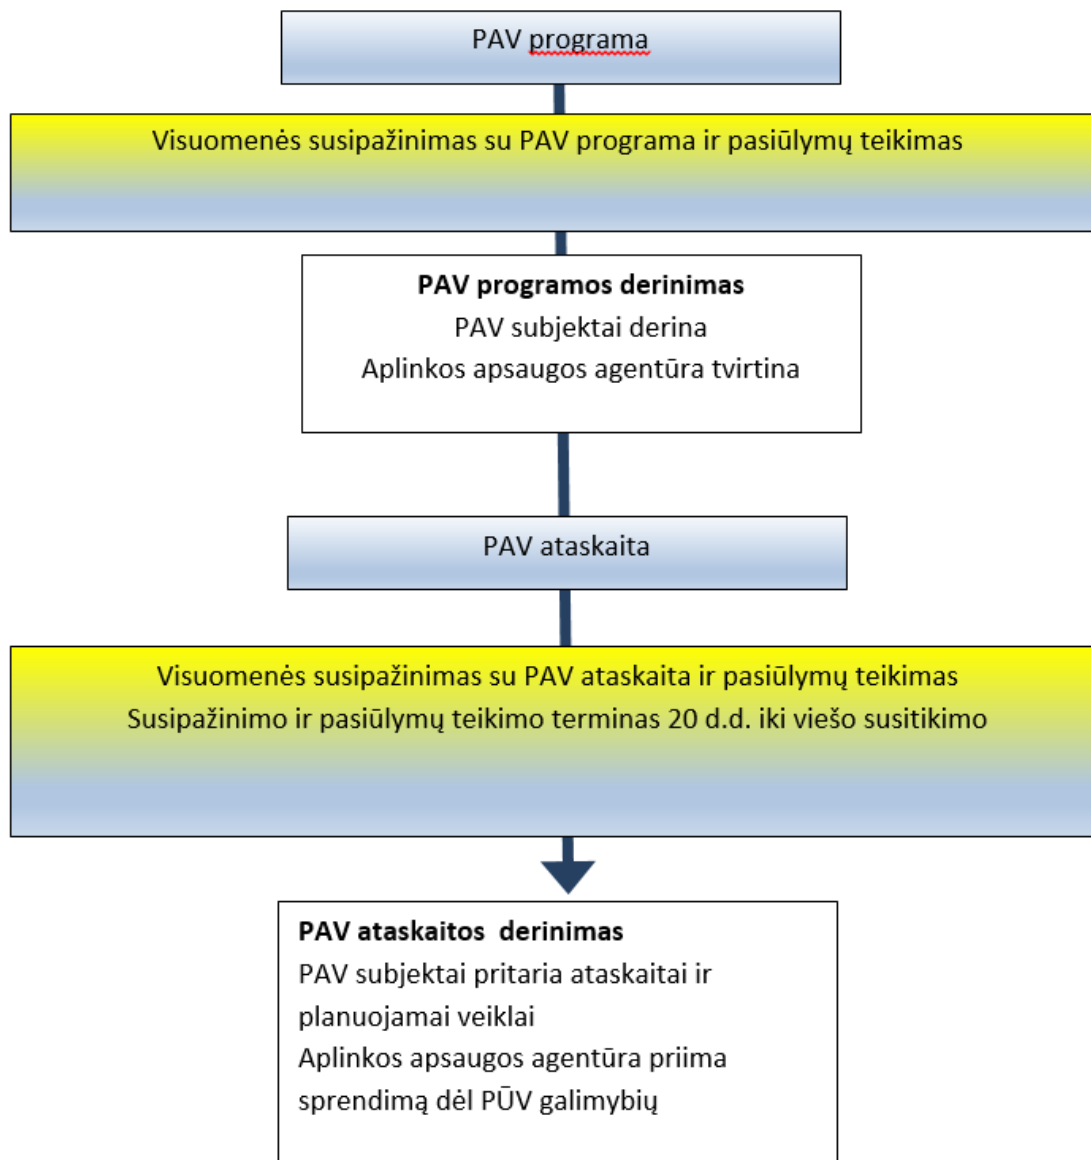 PAV programa
Visuomenės susipažinimas su PAV programa ir pasiūlymų teikimas
PAV programos derinimas
PAV subjektai derina
Aplinkos apsaugos agentūra tvirtina
PAV ataskaita
Visuomenės susipažinimas su PAV ataskaita ir pasiūlymų teikimas
Susipažinimo ir pasiūlymų teikimo terminas 20 d.d. iki viešo susitikimo
PAV ataskaitos  derinimas
PAV subjektai pritaria ataskaitai ir
planuojamai veiklai
Aplinkos apsaugos agentūra priima
sprendimą dėl PŪV galimybių